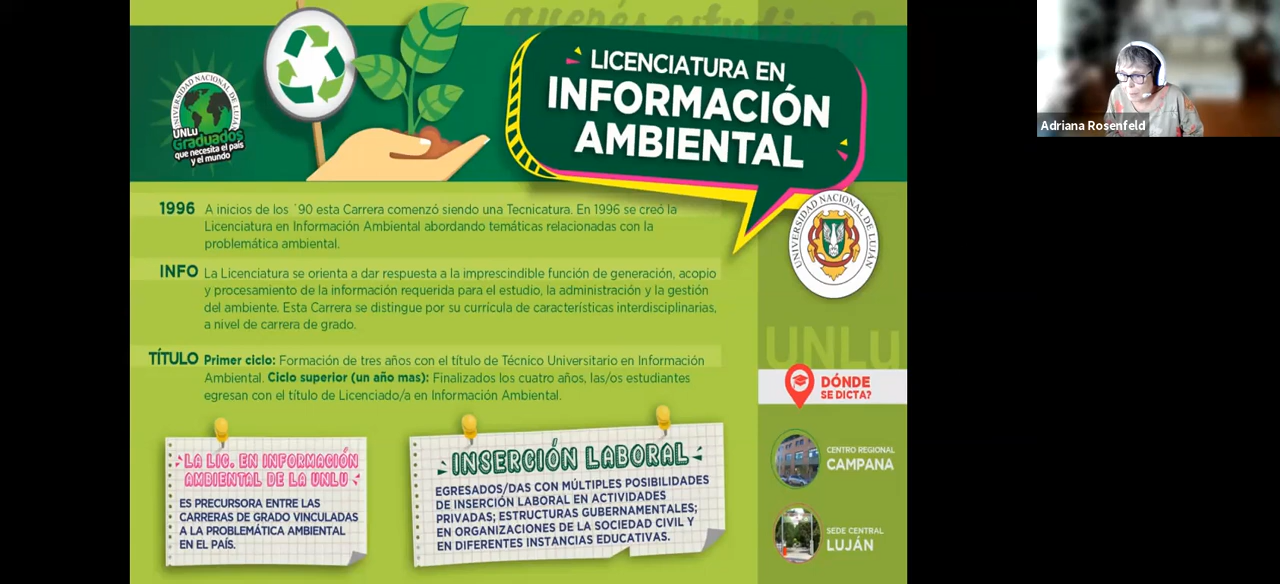 querés estudiar?
LICENCIATURA EN
INFORMACIÓN
AMBIENTAL
UNIVERSIDAD NACIONAL DE LUJÁN
UNLu
Graduados
que necesita el país
y el mundo
1996 A inicios de los ´90 esta Carrera comenzó siendo una Tecnicatura. En 1996 se creó la
Licenciatura en Información Ambiental abordando temáticas relacionadas con la
problemática ambiental.
INFO La Licenciatura se orienta a dar respuesta a la imprescindible función de generación, acopio
y procesamiento de la información requerida para el estudio, la administración y la gestión
del ambiente. Esta Carrera se distingue por su currícula de características interdisciplinarias,
a nivel de carrera de grado.
TÍTULO Primer ciclo: Formación de tres años con el título de Técnico Universitario en Información
Ambiental. Ciclo superior (un año mas): Finalizados los cuatro años, las/os estudiantes
egresan con el título de Licenciado/a en Información Ambiental.
LA LIC. EN INFORMACIÓN
AMBIENTAL DE LA UNLU
ES PRECURSORA ENTRE LAS
CARRERAS DE GRADO VINCULADAS
A LA PROBLEMÁTICA AMBIENTAL
EN EL PAÍS.
INSERCIÓN LABORAL
EGRESADOS/DAS CON MÚLTIPLES POSIBILIDADES
DE INSERCIÓN LABORAL EN ACTIVIDADES
PRIVADAS; ESTRUCTURAS GUBERNAMENTALES;
EN ORGANIZACIONES DE LA SOCIEDAD CIVIL Y
EN DIFERENTES INSTANCIAS EDUCATIVAS.
UNIVERSIDAD NACIONAL DE LUJÁN
UNLu
DÓNDE
SE DICTA?
CENTRO REGIONAL
CAMPANA
SEDE CENTRAL
LUJÁN
Adriana Rosenfeld